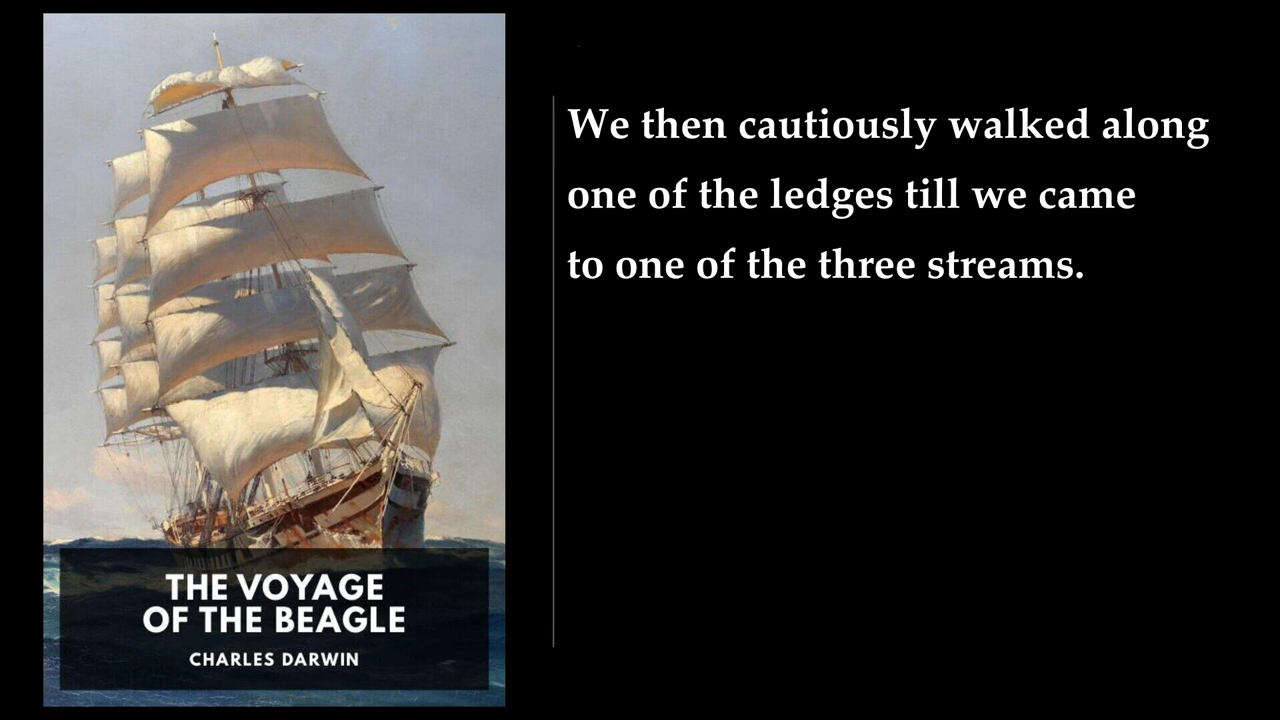 We then cautiously walked along
one of the ledges till we came
to one of the three streams.
THE VOYAGE
OF THE BEAGLE
CHARLES DARWIN